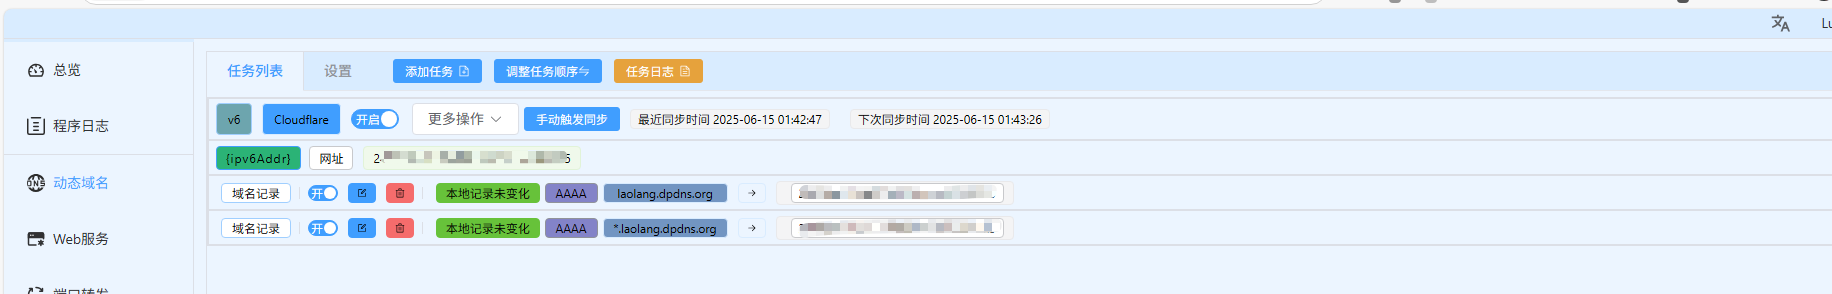 Lu
总览
程序日志
动态域名
Web服务
端口转发
任务列表 设置 添加任务 调整任务顺序 任务日志
v6 Cloudflare 开启 更多操作 手动触发同步 最近同步时间 2025-06-15 01:42:47 下次同步时间 2025-06-15 01:43:26
{ipv6Addr} 网址
域名记录 开 本地记录未变化 AAAA laolang.dpdns.org →
域名记录 开 本地记录未变化 AAAA *.laolang.dpdns.org →